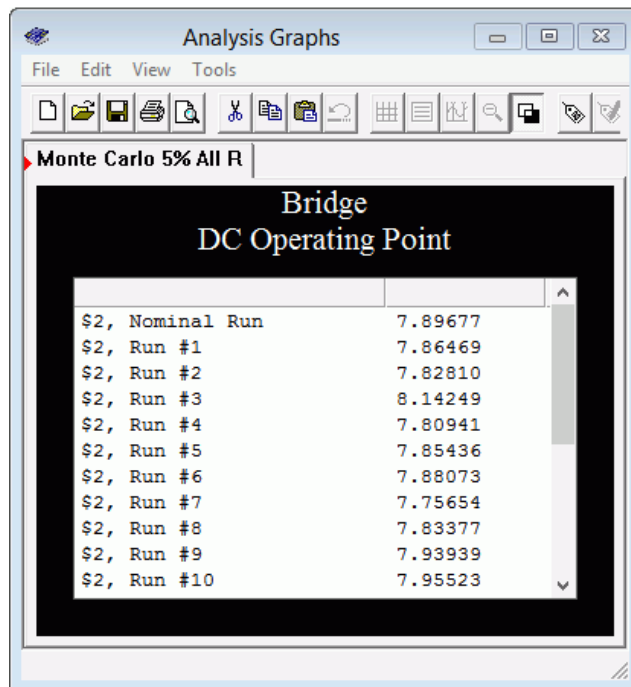 Analysis Graphs
File Edit View Tools
Monte Carlo 5% All R
Bridge
DC Operating Point
$2, Nominal Run 7.89677
$2, Run #1 7.86469
$2, Run #2 7.82810
$2, Run #3 8.14249
$2, Run #4 7.80941
$2, Run #5 7.85436
$2, Run #6 7.88073
$2, Run #7 7.75654
$2, Run #8 7.83377
$2, Run #9 7.93939
$2, Run #10 7.95523